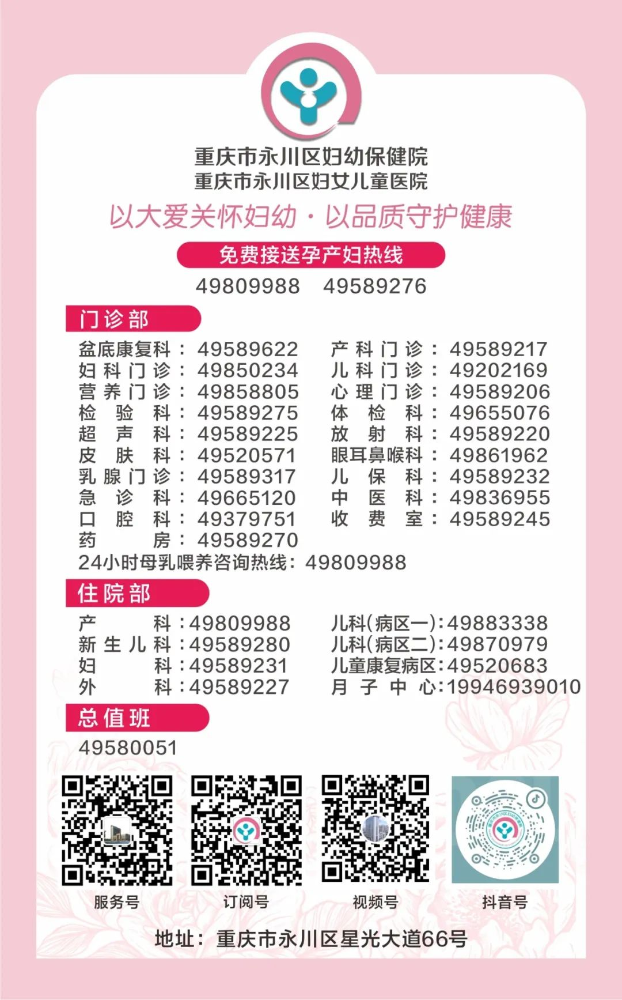 重庆市永川区妇幼保健院
重庆市永川区妇女儿童医院
以大爱关怀妇幼·以品质守护健康
免费接送孕产妇热线
49809988 49589276
门诊部
盆底康复科：49589622 产科门诊：49589217
妇科门诊：49850234 儿科门诊：49202169
营养门诊：49858805 心理门诊：49589206
检验科：49589275 体检科：49655076
超声科：49589225 放射科：49589220
皮肤科：49520571 眼耳鼻喉科：49861962
乳腺门诊：49589317 儿保科：49589232
急诊科：49665120 中医科：49836955
口腔科：49379751 收费室：49589245
药房：49589270
24小时母乳喂养咨询热线：49809988
住院部
产科：49809988 儿科(病区一)：49883338
新生儿科：49589280 儿科(病区二)：49870979
妇科：49589231 儿童康复病区：49520683
外科：49589227 月子中心：19946939010
总值班
49580051
服务号 订阅号 视频号 抖音号
地址：重庆市永川区星光大道66号